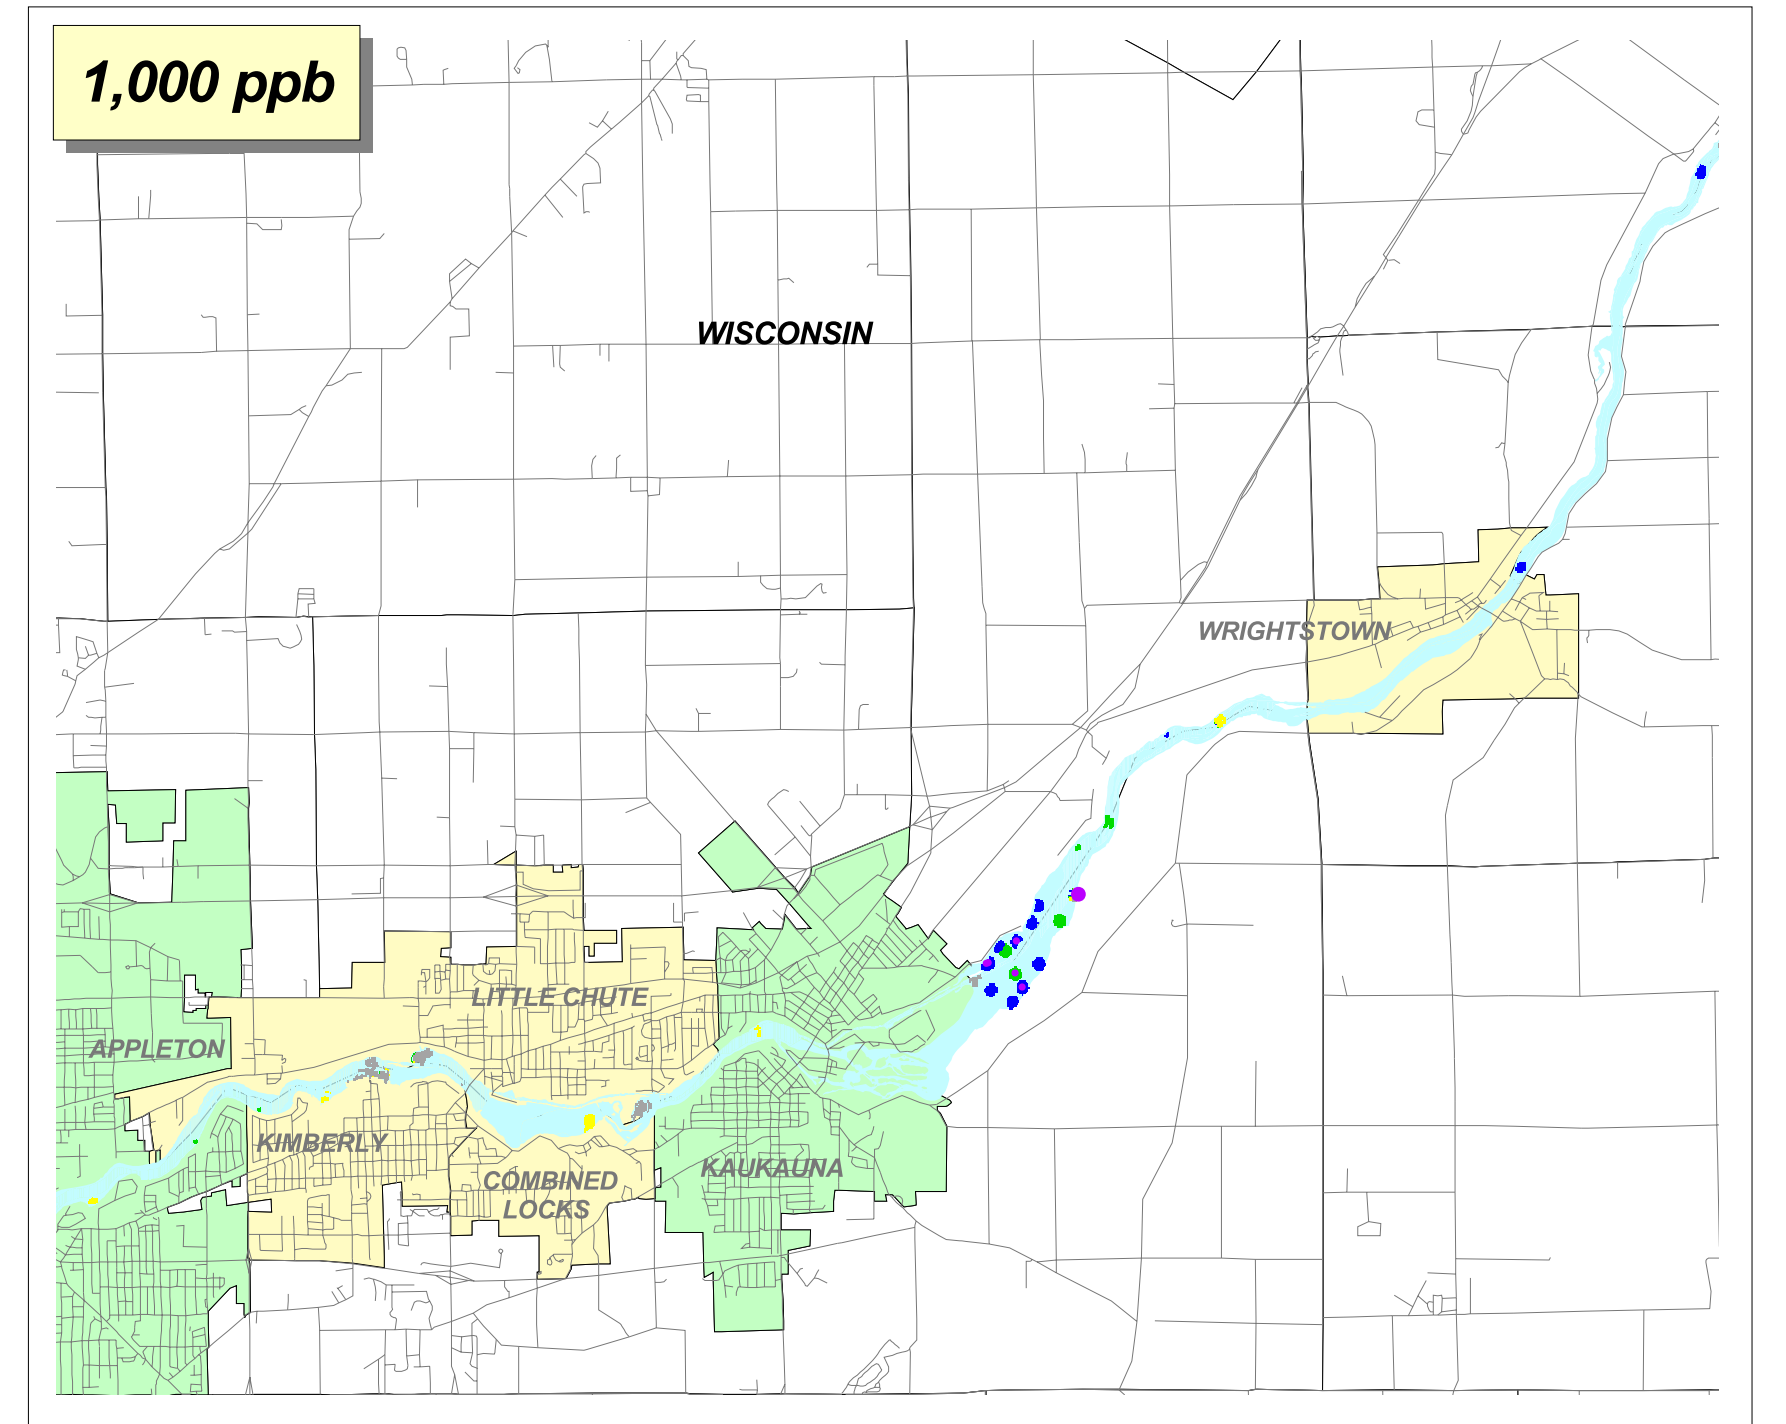 1,000 ppb
WISCONSIN
WRIGHTSTOWN
LITTLE CHUTE
APPLETON
KIMBERLY
KAUKAUNA
COMBINED
LOCKS